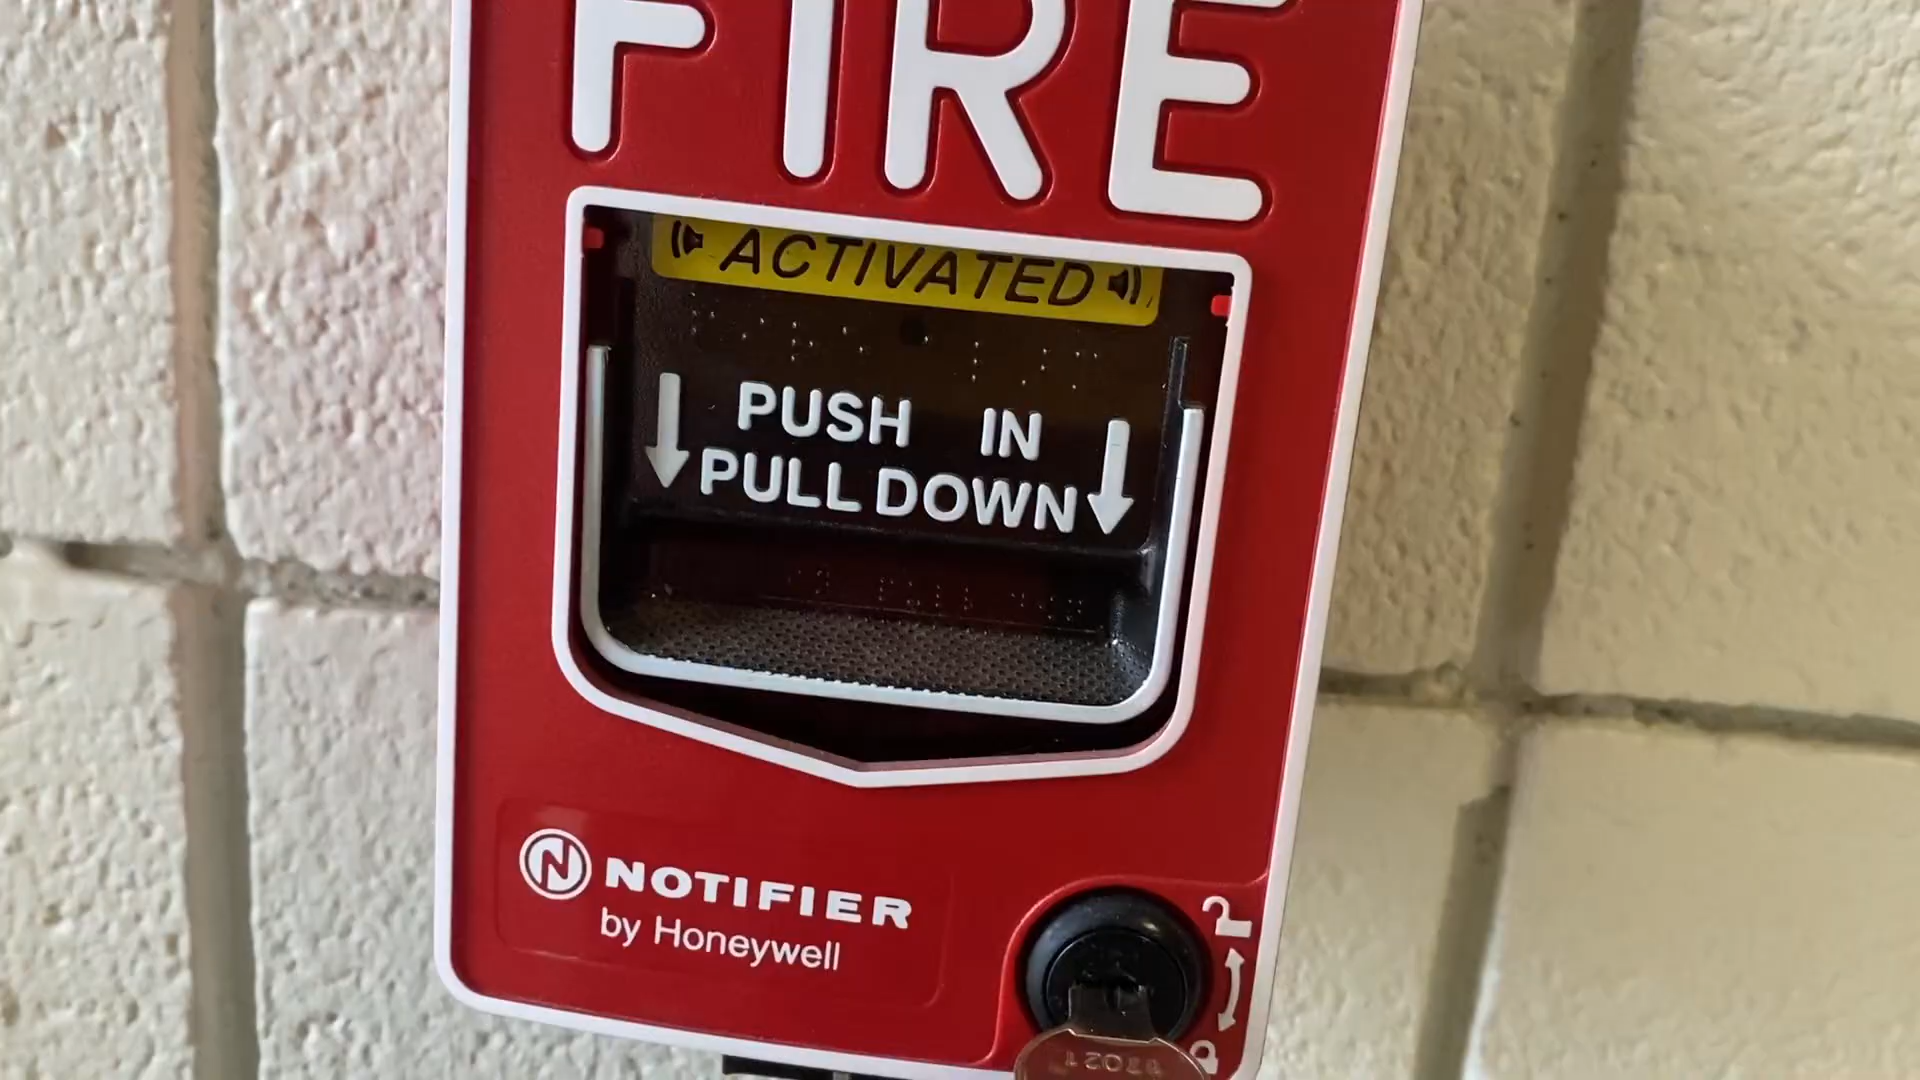 FIRE
ACTIVATED
PUSH IN
PULL DOWN
NOTIFIER
by Honeywell